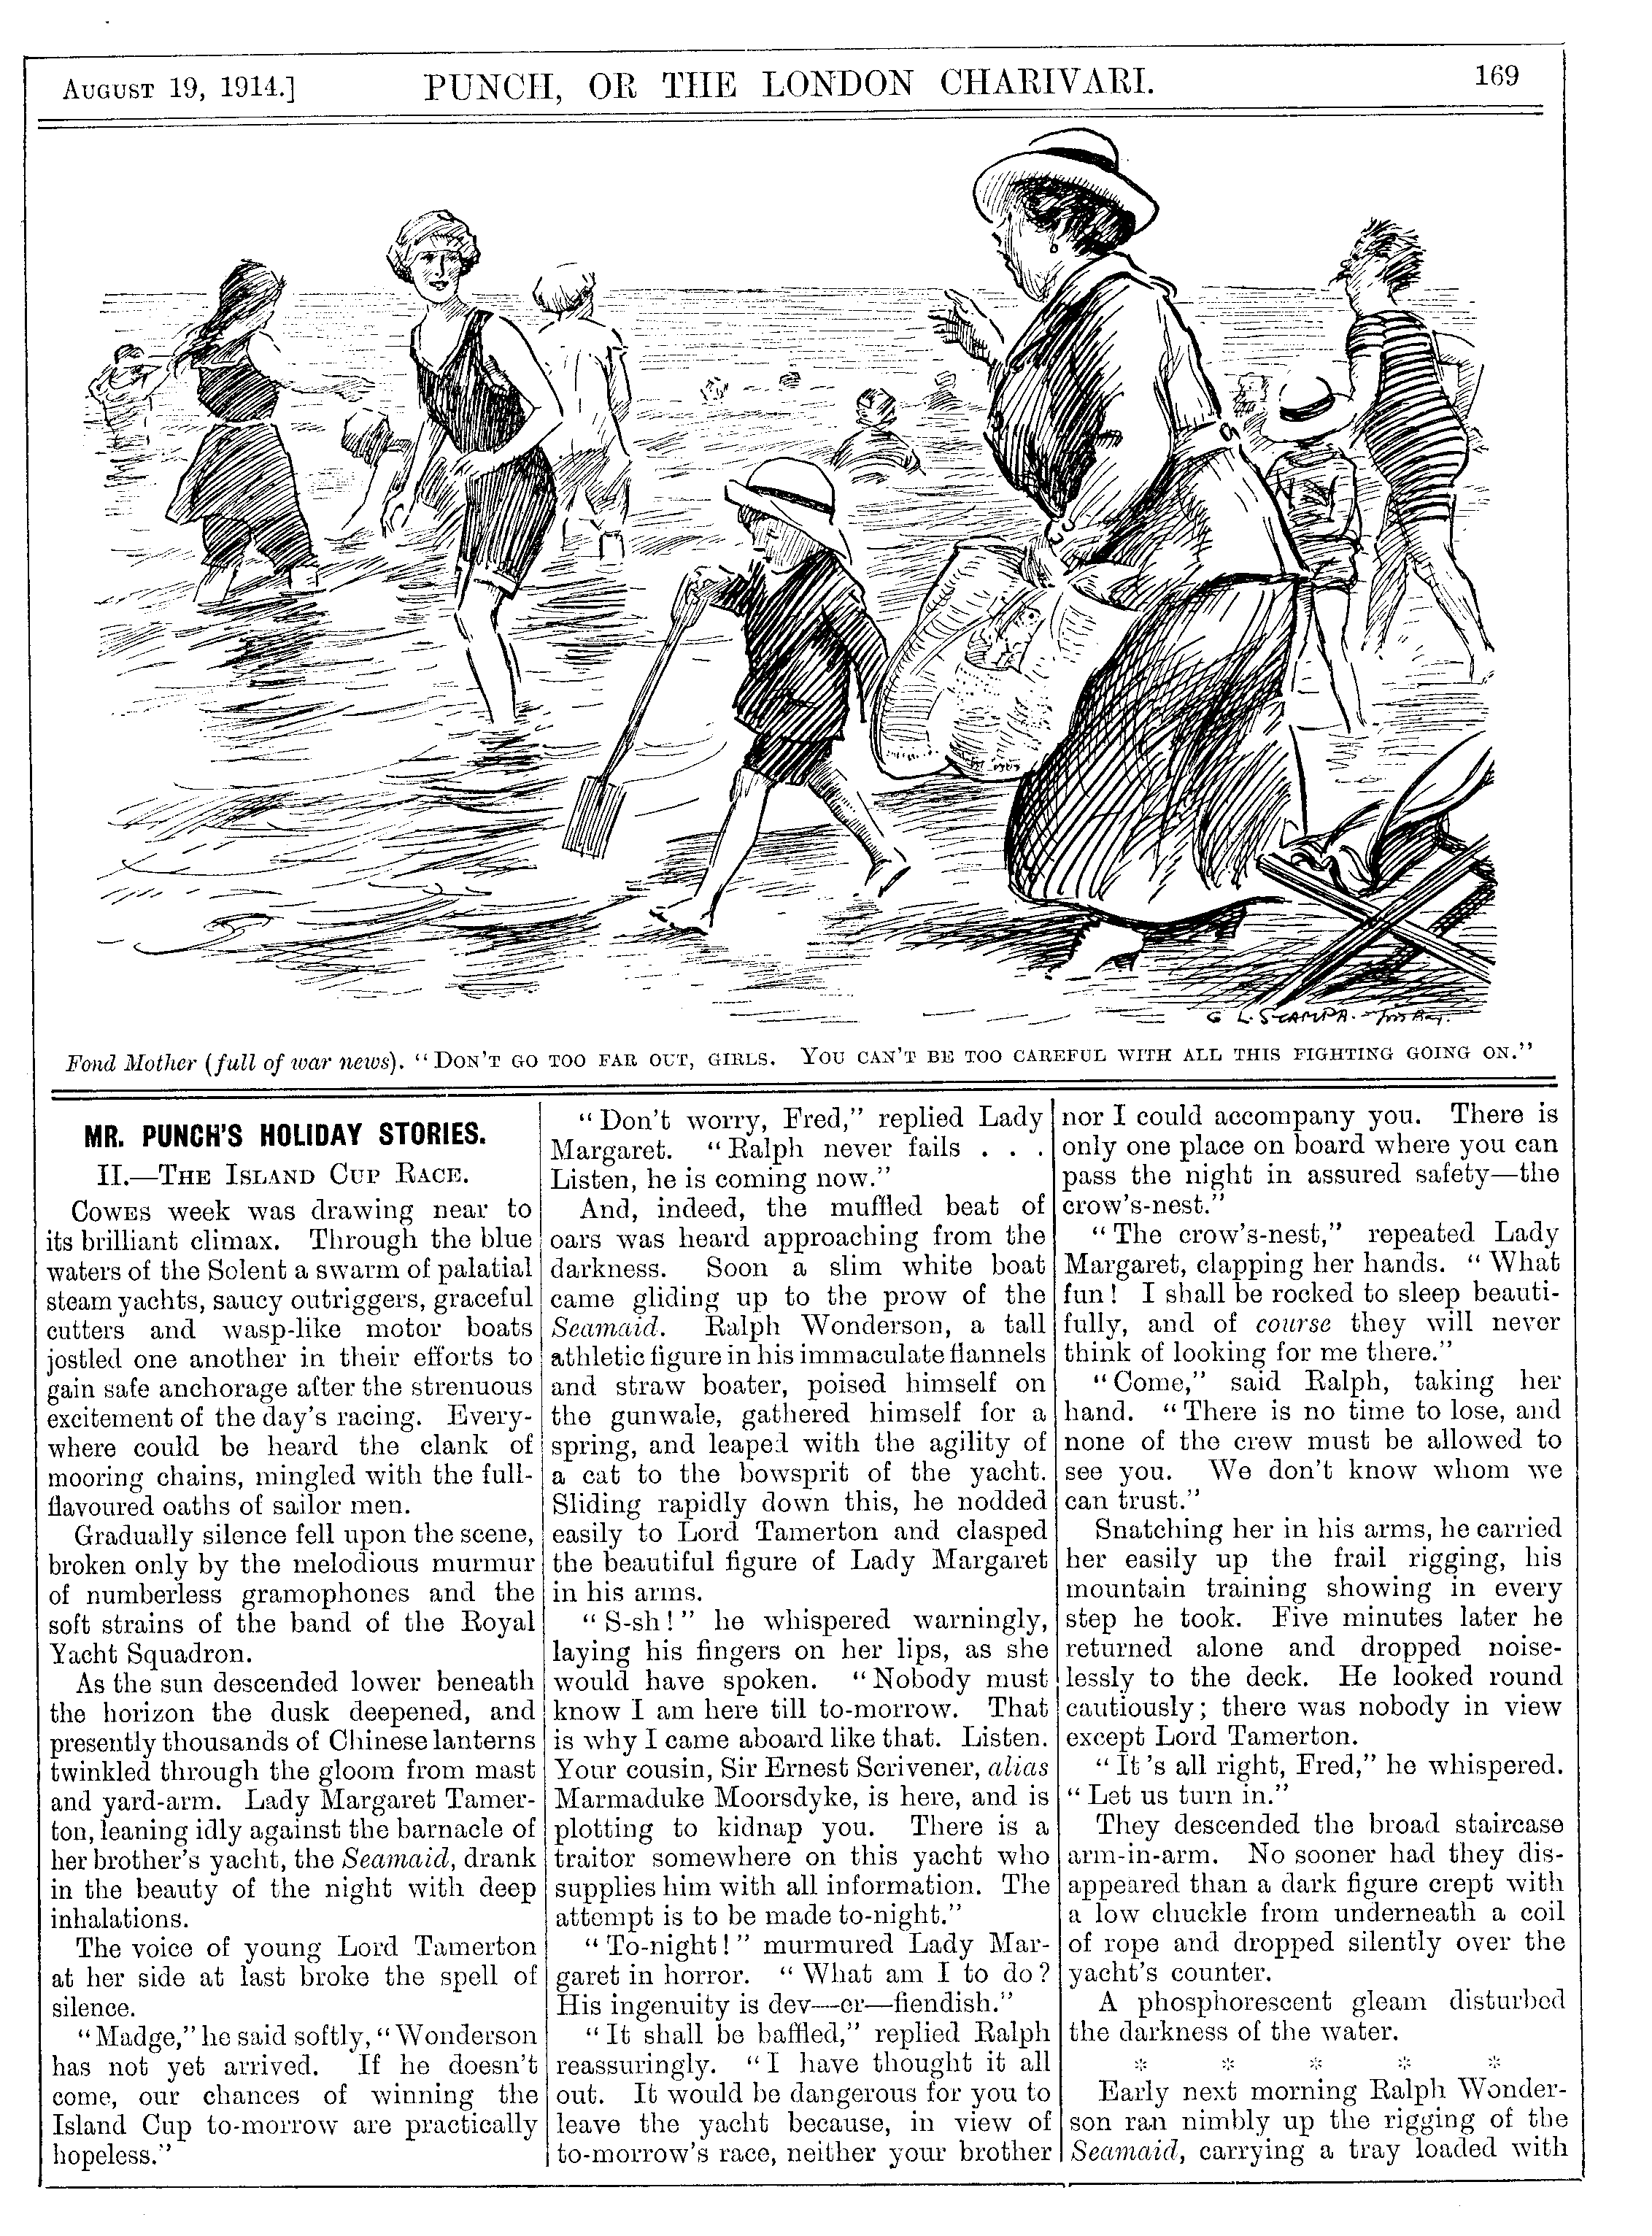 AUGUST 19, 1914.] PUNCH, OR THE LONDON CHARIVARI. 169
G. L. STAMPA.
Fond Mother (full of war news). "DON'T GO TOO FAR OUT, GIRLS. YOU CAN'T BE TOO CAREFUL WITH ALL THIS FIGHTING GOING ON."
MR. PUNCH'S HOLIDAY STORIES.
II.—THE ISLAND CUP RACE.
COWES week was drawing near to
its brilliant climax. Through the blue
waters of the Solent a swarm of palatial
steam yachts, saucy outriggers, graceful
cutters and wasp-like motor boats
jostled one another in their efforts to
gain safe anchorage after the strenuous
excitement of the day's racing. Every-
where could be heard the clank of
mooring chains, mingled with the full-
flavoured oaths of sailor men.
Gradually silence fell upon the scene,
broken only by the melodious murmur
of numberless gramophones and the
soft strains of the band of the Royal
Yacht Squadron.
As the sun descended lower beneath
the horizon the dusk deepened, and
presently thousands of Chinese lanterns
twinkled through the gloom from mast
and yard-arm. Lady Margaret Tamer-
ton, leaning idly against the barnacle of
her brother's yacht, the Seamaid, drank
in the beauty of the night with deep
inhalations.
The voice of young Lord Tamerton
at her side at last broke the spell of
silence.
"Madge," he said softly, "Wonderson
has not yet arrived. If he doesn't
come, our chances of winning the
Island Cup to-morrow are practically
hopeless."
"Don't worry, Fred," replied Lady
Margaret. "Ralph never fails . . .
Listen, he is coming now."
And, indeed, the muffled beat of
oars was heard approaching from the
darkness. Soon a slim white boat
came gliding up to the prow of the
Seamaid. Ralph Wonderson, a tall
athletic figure in his immaculate flannels
and straw boater, poised himself on
the gunwale, gathered himself for a
spring, and leaped with the agility of
a cat to the bowsprit of the yacht.
Sliding rapidly down this, he nodded
easily to Lord Tamerton and clasped
the beautiful figure of Lady Margaret
in his arms.
"S-sh!" he whispered warningly,
laying his fingers on her lips, as she
would have spoken. "Nobody must
know I am here till to-morrow. That
is why I came aboard like that. Listen.
Your cousin, Sir Ernest Scrivener, alias
Marmaduke Moorsdyke, is here, and is
plotting to kidnap you. There is a
traitor somewhere on this yacht who
supplies him with all information. The
attempt is to be made to-night."
"To-night!" murmured Lady Mar-
garet in horror. "What am I to do?
His ingenuity is dev—er—fiendish."
"It shall be baffled," replied Ralph
reassuringly. "I have thought it all
out. It would be dangerous for you to
leave the yacht because, in view of
to-morrow's race, neither your brother
nor I could accompany you. There is
only one place on board where you can
pass the night in assured safety—the
crow's-nest."
"The crow's-nest," repeated Lady
Margaret, clapping her hands. "What
fun! I shall be rocked to sleep beauti-
fully, and of course they will never
think of looking for me there."
"Come," said Ralph, taking her
hand. "There is no time to lose, and
none of the crew must be allowed to
see you. We don't know whom we
can trust."
Snatching her in his arms, he carried
her easily up the frail rigging, his
mountain training showing in every
step he took. Five minutes later he
returned alone and dropped noise-
lessly to the deck. He looked round
cautiously; there was nobody in view
except Lord Tamerton.
"It's all right, Fred," he whispered.
"Let us turn in."
They descended the broad staircase
arm-in-arm. No sooner had they dis-
appeared than a dark figure crept with
a low chuckle from underneath a coil
of rope and dropped silently over the
yacht's counter.
A phosphorescent gleam disturbed
the darkness of the water.
* * * * *
Early next morning Ralph Wonder-
son ran nimbly up the rigging of the
Seamaid, carrying a tray loaded with